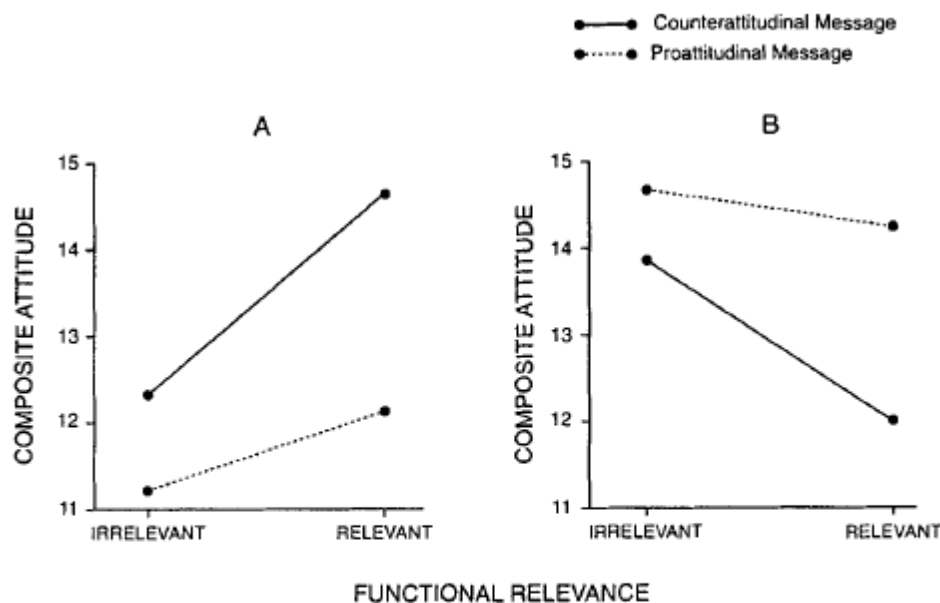 Counterattitudinal Message
Proattitudinal Message
A
COMPOSITE ATTITUDE
15
14
13
12
11
IRRELEVANT
RELEVANT
B
COMPOSITE ATTITUDE
15
14
13
12
11
IRRELEVANT
RELEVANT
FUNCTIONAL RELEVANCE